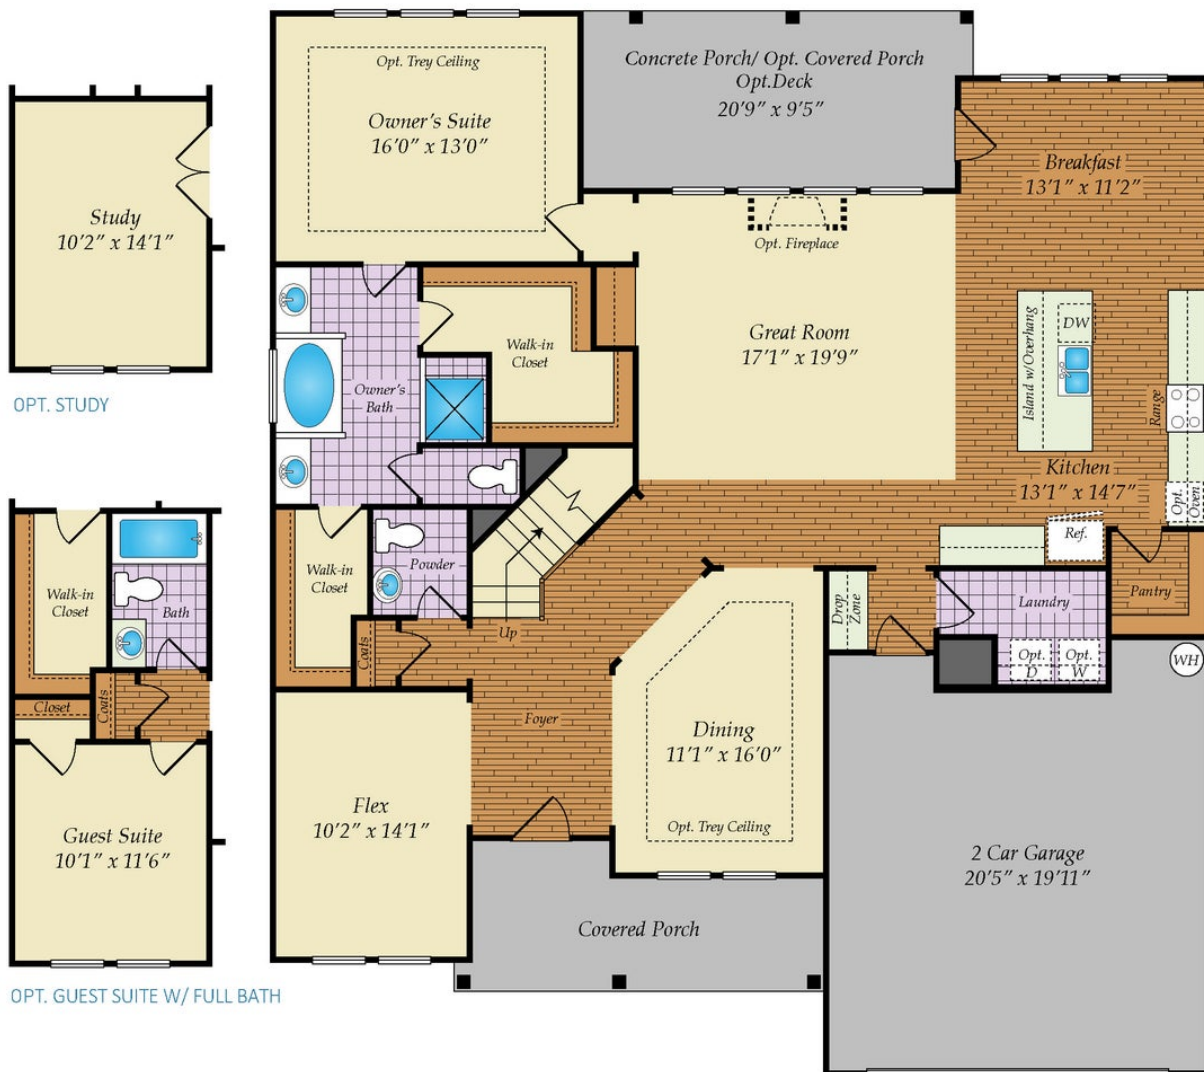 Opt. Trey Ceiling
Owner's Suite
16'0" x 13'0"
Concrete Porch/ Opt. Covered Porch
Opt.Deck
20'9" x 9'5"
Breakfast
13'1" x 11'2"
Study
10'2" x 14'1"
OPT. STUDY
Opt. Fireplace
Great Room
17'1" x 19'9"
Walk-in
Closet
Owner's
Bath
Island w/Overhang
DW
Range
Kitchen
13'1" x 14'7"
Opt.
Oven
Ref.
Pantry
Walk-in
Closet
Powder
Coats
Up
Drop
Zone
Laundry
Opt.
D
Opt.
W
WH
Foyer
Dining
11'1" x 16'0"
Opt. Trey Ceiling
Flex
10'2" x 14'1"
2 Car Garage
20'5" x 19'11"
Covered Porch
Walk-in
Closet
Bath
Closet
Coats
Guest Suite
10'1" x 11'6"
OPT. GUEST SUITE W/ FULL BATH